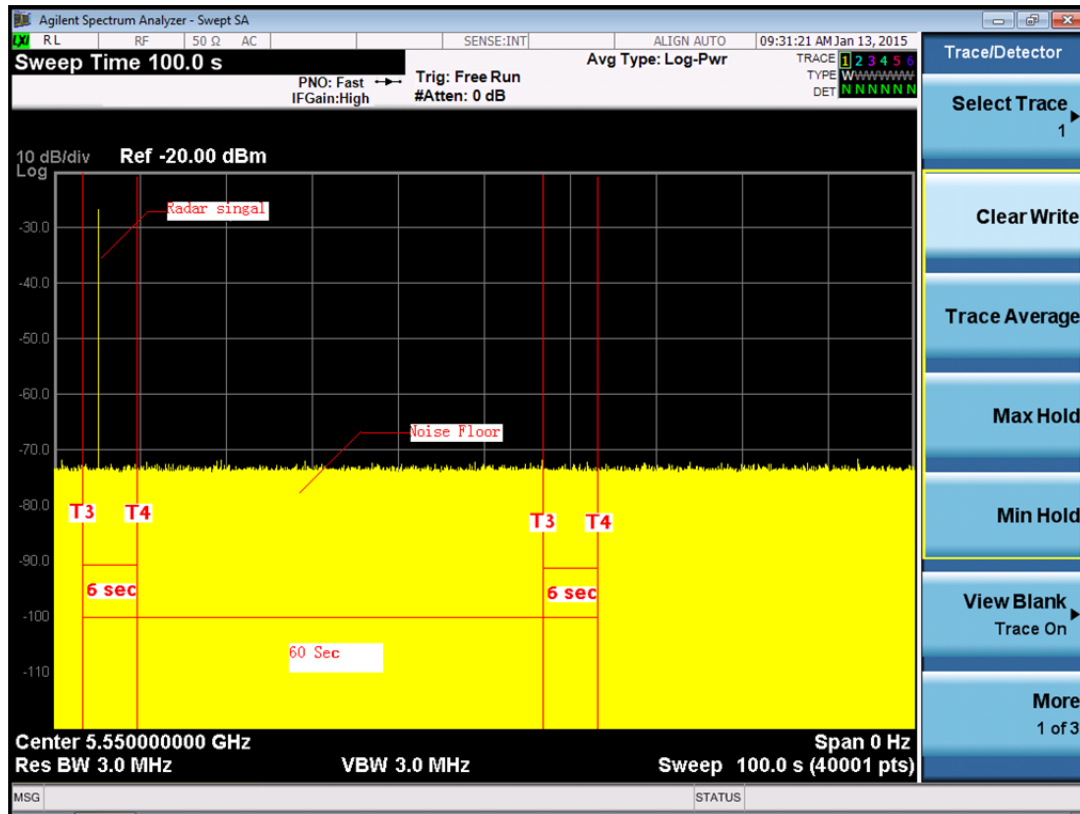 Agilent Spectrum Analyzer - Swept SA
LXI RL RF 50 Ω AC SENSE:INT ALIGN AUTO 09:31:21 AM Jan 13, 2015
Sweep Time 100.0 s
PNO: Fast
IFGain:High
Trig: Free Run
#Atten: 0 dB
Avg Type: Log-Pwr
TRACE 1 2 3 4 5 6
TYPE WWWWWW
DET N N N N N N
10 dB/div Ref -20.00 dBm
Log
Radar singal
-30.0
-40.0
-50.0
-60.0
Noise Floor
-70.0
-80.0
T3 T4 T3 T4
-90.0
6 sec 6 sec
-100
60 Sec
-110
Center 5.550000000 GHz Span 0 Hz
Res BW 3.0 MHz VBW 3.0 MHz Sweep 100.0 s (40001 pts)
MSG STATUS
Trace/Detector
Select Trace
1
Clear Write
Trace Average
Max Hold
Min Hold
View Blank
Trace On
More
1 of 3